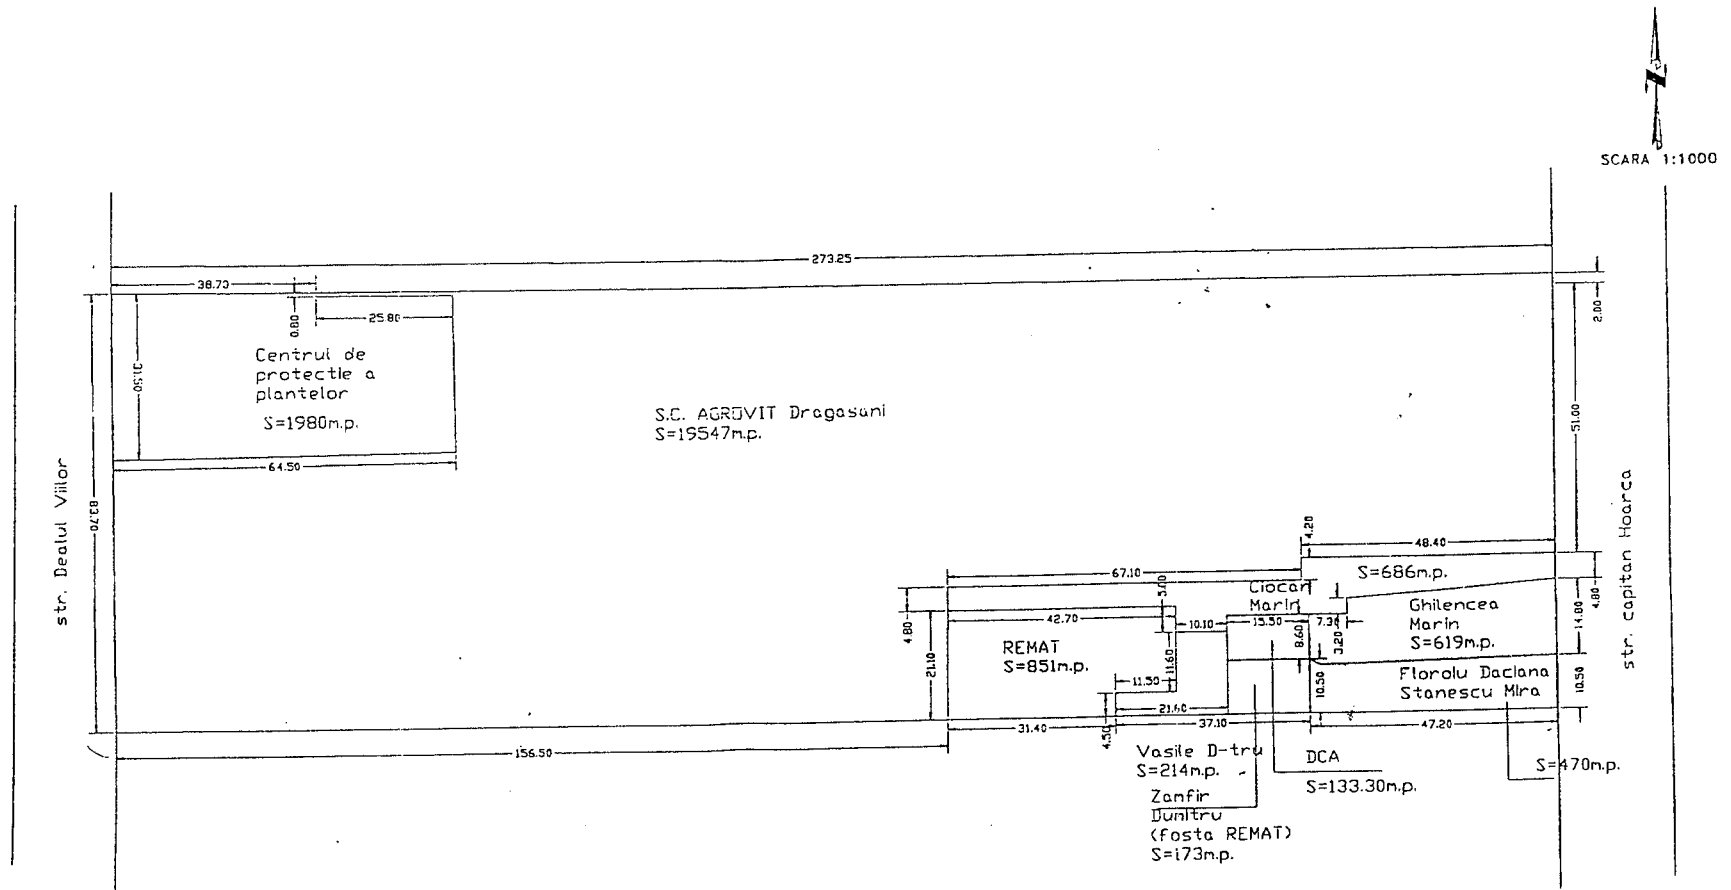 SCARA 1:1000
273.25
38.70
2.00
0.80
25.80
Centrul de
protectie a
plantelor
S=1980m.p.
31.50
64.50
S.C. AGROVIT Dragasani
S=19547m.p.
51.00
str. Dealul Viilor
83.70
str. capitan Hoarca
4.20
48.40
67.10
S=686m.p.
4.80
5.00
Ciocan
Marin
4.80
42.70
10.10
15.50
7.30
Ghilencea
Marin
S=619m.p.
14.80
REMAT
S=851m.p.
21.10
11.60
8.60
3.20
11.50
21.60
10.50
Floroiu Daciana
Stanescu Mira
10.50
31.40
4.50
37.10
47.20
156.50
Vasile D-tru
S=214m.p.
DCA
S=133.30m.p.
S=470m.p.
Zamfir
Dumitru
(fosta REMAT)
S=173m.p.